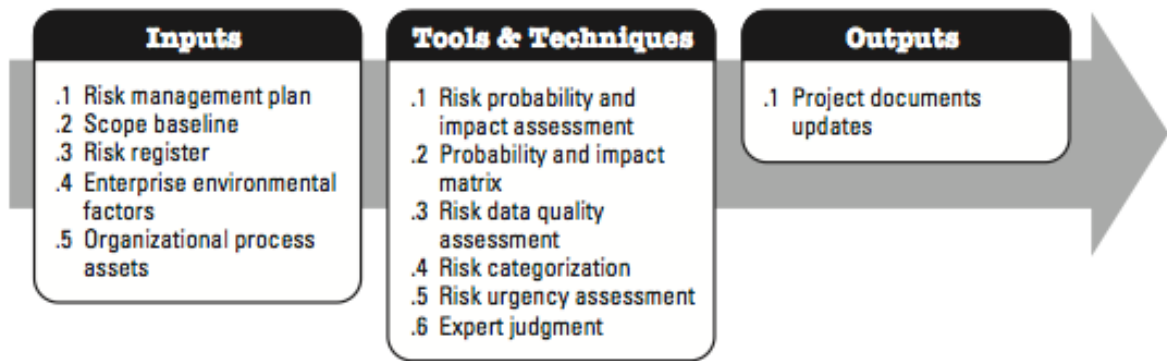 Inputs
.1 Risk management plan
.2 Scope baseline
.3 Risk register
.4 Enterprise environmental
factors
.5 Organizational process
assets
Tools & Techniques
.1 Risk probability and
impact assessment
.2 Probability and impact
matrix
.3 Risk data quality
assessment
.4 Risk categorization
.5 Risk urgency assessment
.6 Expert judgment
Outputs
.1 Project documents
updates